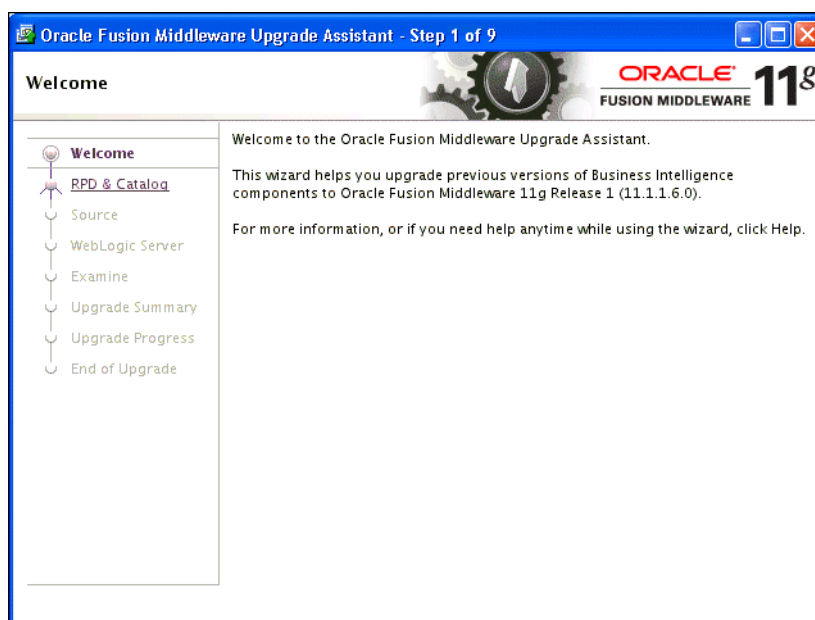 Oracle Fusion Middleware Upgrade Assistant - Step 1 of 9
Welcome
ORACLE
FUSION MIDDLEWARE
11g
Welcome
RPD & Catalog
Source
WebLogic Server
Examine
Upgrade Summary
Upgrade Progress
End of Upgrade
Welcome to the Oracle Fusion Middleware Upgrade Assistant.
This wizard helps you upgrade previous versions of Business Intelligence
components to Oracle Fusion Middleware 11g Release 1 (11.1.1.6.0).
For more information, or if you need help anytime while using the wizard, click Help.